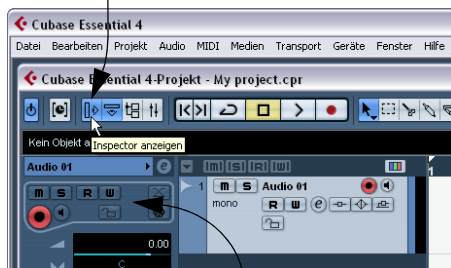 Cubase Essential 4
Datei Bearbeiten Projekt Audio MIDI Medien Transport Geräte Fenster Hilfe
Cubase Essential 4-Projekt - My project.cpr
Kein Objekt a
Inspector anzeigen
Audio 01 e m s R W 1
m S R W 1 m S Audio 01
mono R W e
0.00
C